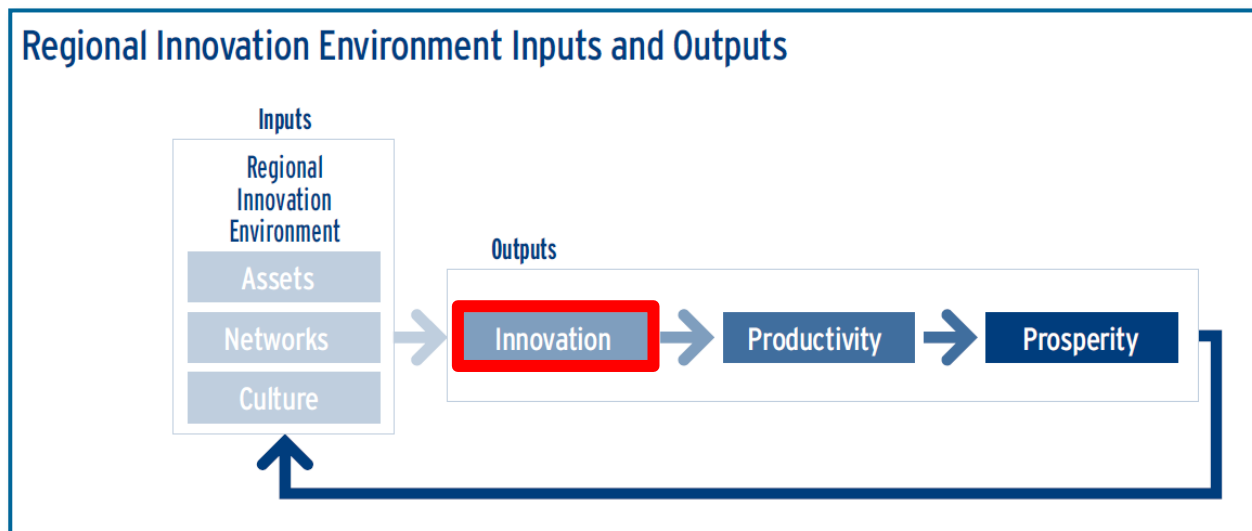 Regional Innovation Environment Inputs and Outputs
Inputs
Regional
Innovation
Environment
Assets
Networks
Culture
Outputs
Innovation
Productivity
Prosperity